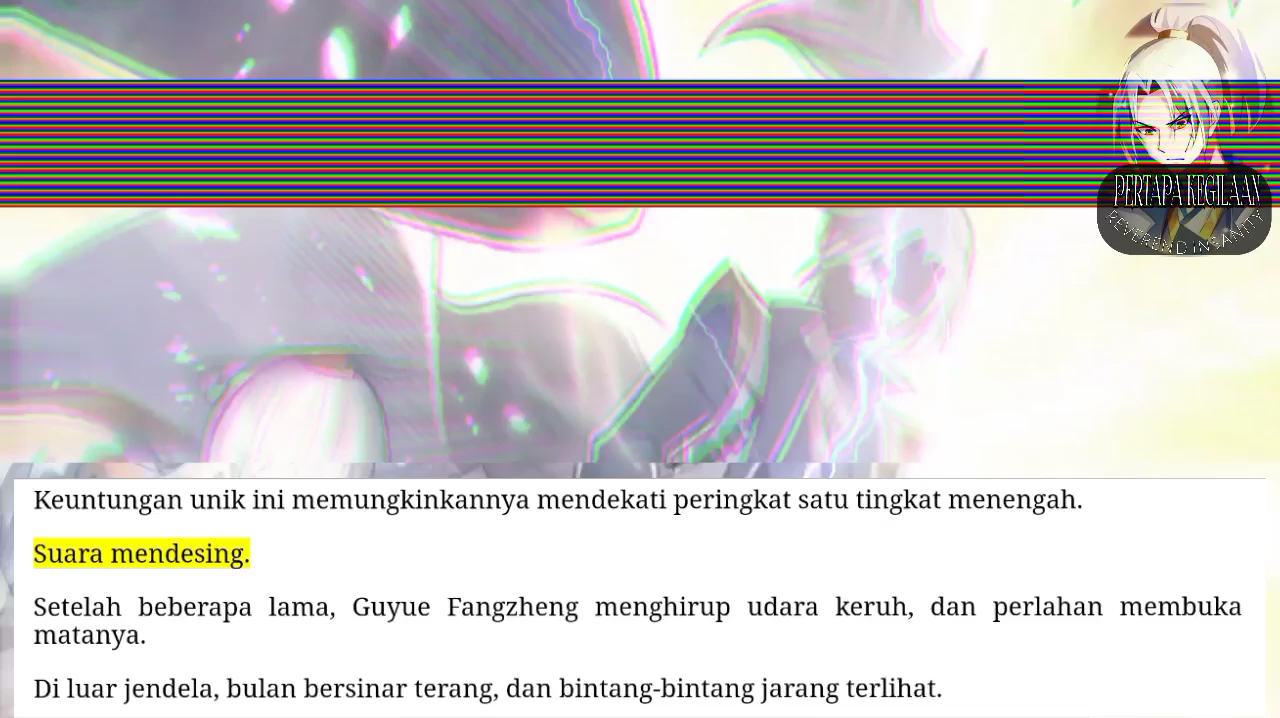 PERTAPA KEGILAAN
REVEREND INSANITY
Keuntungan unik ini memungkinkannya mendekati peringkat satu tingkat menengah.
Suara mendesing.
Setelah beberapa lama, Guyue Fangzheng menghirup udara keruh, dan perlahan membuka
matanya.
Di luar jendela, bulan bersinar terang, dan bintang-bintang jarang terlihat.